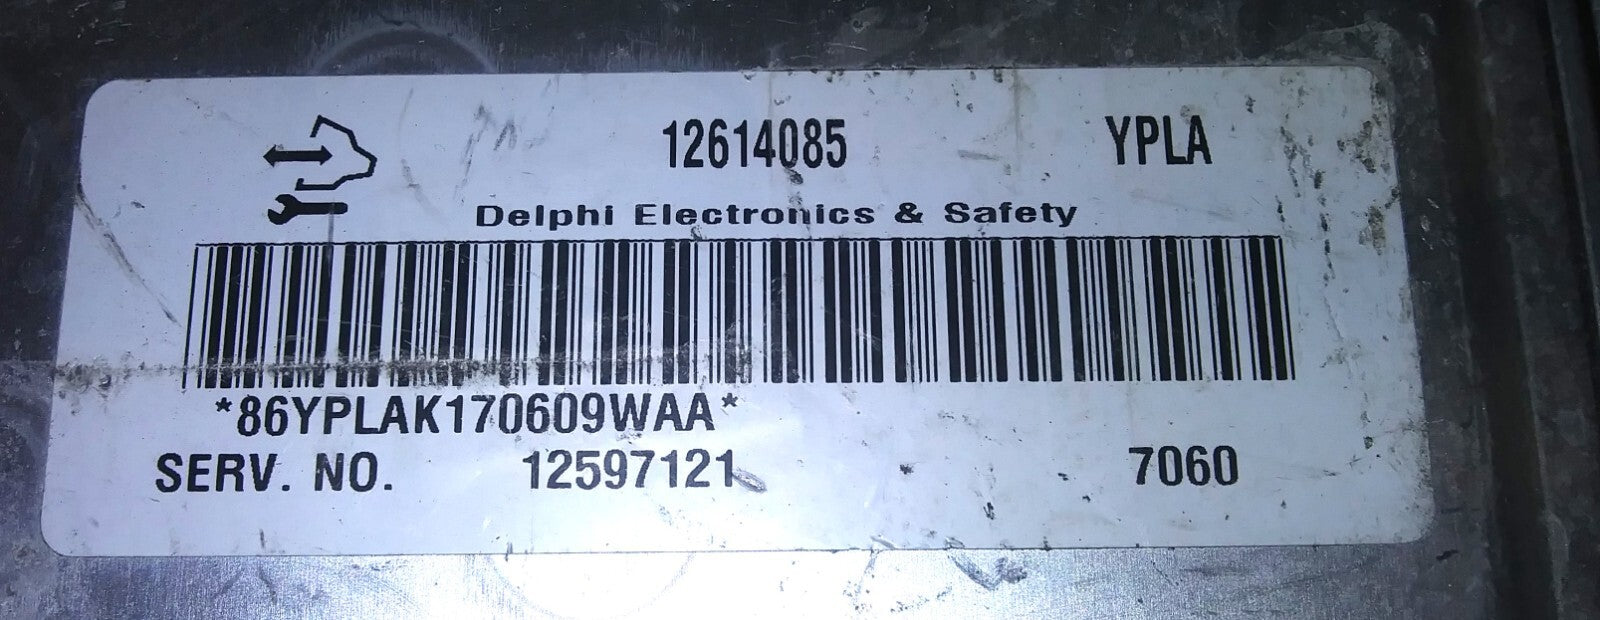 12614085 YPLA
Delphi Electronics & Safety
*86YPLAK170609WAA*
SERV. NO. 12597121 7060